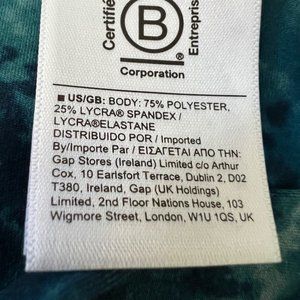 Certifié
Entreprise
B
Corporation
■ US/GB: BODY: 75% POLYESTER,
25% LYCRA® SPANDEX /
LYCRA®ELASTANE
DISTRIBUIDO POR / Imported
By/Importe Par / ΕΙΣΑΓΕΤΑΙ ΑΠΟ ΤΗΝ:
Gap Stores (Ireland) Limited c/o Arthur
Cox, 10 Earlsfort Terrace, Dublin 2, D02
T380, Ireland, Gap (UK Holdings)
Limited, 2nd Floor Nations House, 103
Wigmore Street, London, W1U 1QS, UK